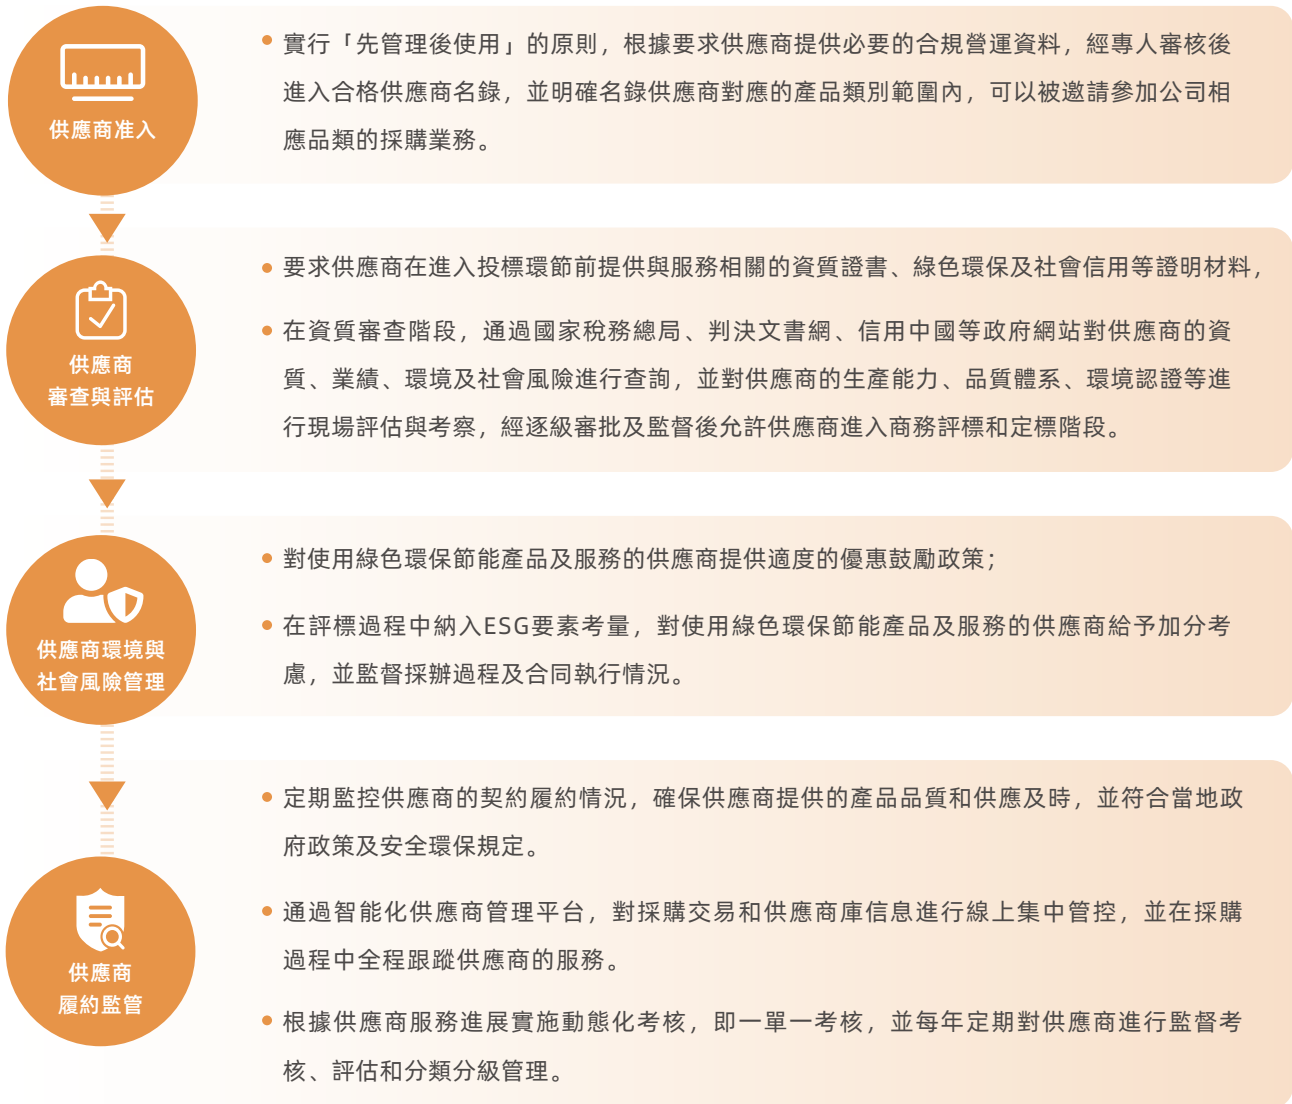 供應商准入
實行「先管理後使用」的原則，根據要求供應商提供必要的合規營運資料，經專人審核後
進入合格供應商名錄，並明確名錄供應商對應的產品類別範圍內，可以被邀請參加公司相
應品類的採購業務。
供應商
審查與評估
要求供應商在進入投標環節前提供與服務相關的資質證書、綠色環保及社會信用等證明材料，
在資質審查階段，通過國家稅務總局、判決文書網、信用中國等政府網站對供應商的資
質、業績、環境及社會風險進行查詢，並對供應商的生產能力、品質體系、環境認證等進
行現場評估與考察，經逐級審批及監督後允許供應商進入商務評標和定標階段。
供應商環境與
社會風險管理
對使用綠色環保節能產品及服務的供應商提供適度的優惠鼓勵政策；
在評標過程中納入ESG要素考量，對使用綠色環保節能產品及服務的供應商給予加分考
慮，並監督採辦過程及合同執行情況。
供應商
履約監管
定期監控供應商的契約履約情況，確保供應商提供的產品品質和供應及時，並符合當地政
府政策及安全環保規定。
通過智能化供應商管理平台，對採購交易和供應商庫信息進行線上集中管控，並在採購
過程中全程跟蹤供應商的服務。
根據供應商服務進展實施動態化考核，即一單一考核，並每年定期對供應商進行監督考
核、評估和分類分級管理。